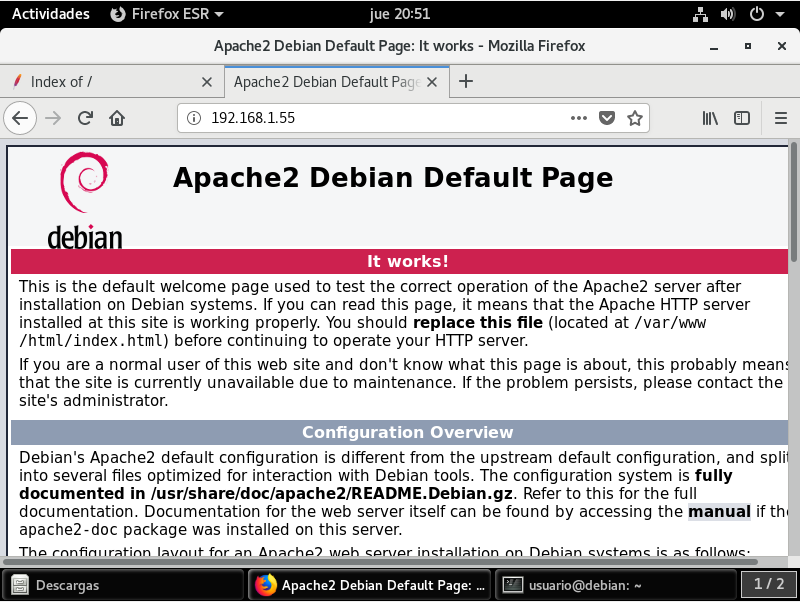 Actividades Firefox ESR jue 20:51
Apache2 Debian Default Page: It works - Mozilla Firefox
Index of / Apache2 Debian Default Page
192.168.1.55
debian
Apache2 Debian Default Page
It works!
This is the default welcome page used to test the correct operation of the Apache2 server after
installation on Debian systems. If you can read this page, it means that the Apache HTTP server
installed at this site is working properly. You should replace this file (located at /var/www
/html/index.html) before continuing to operate your HTTP server.
If you are a normal user of this web site and don't know what this page is about, this probably means
that the site is currently unavailable due to maintenance. If the problem persists, please contact the
site's administrator.
Configuration Overview
Debian's Apache2 default configuration is different from the upstream default configuration, and split
into several files optimized for interaction with Debian tools. The configuration system is fully
documented in /usr/share/doc/apache2/README.Debian.gz. Refer to this for the full
documentation. Documentation for the web server itself can be found by accessing the manual if the
apache2-doc package was installed on this server.
The configuration layout for an Apache2 web server installation on Debian systems is as follows:
Descargas Apache2 Debian Default Page: ... usuario@debian: ~ 1 / 2